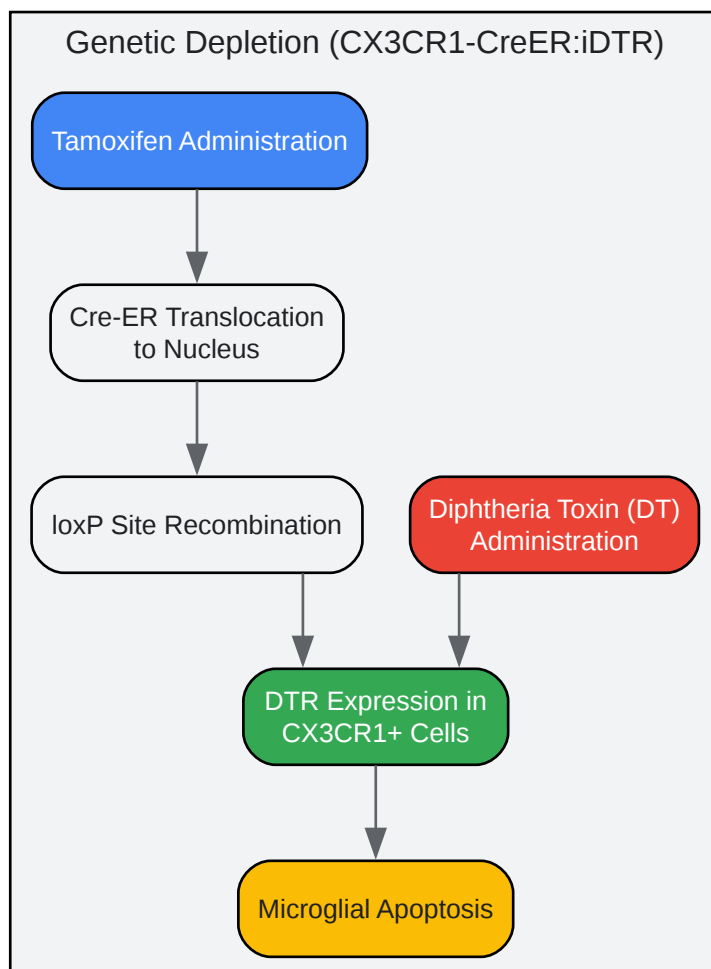 Genetic Depletion (CX3CR1-CreER:iDTR)
Tamoxifen Administration
Cre-ER Translocation
to Nucleus
loxP Site Recombination
Diphtheria Toxin (DT)
Administration
DTR Expression in
CX3CR1+ Cells
Microglial Apoptosis